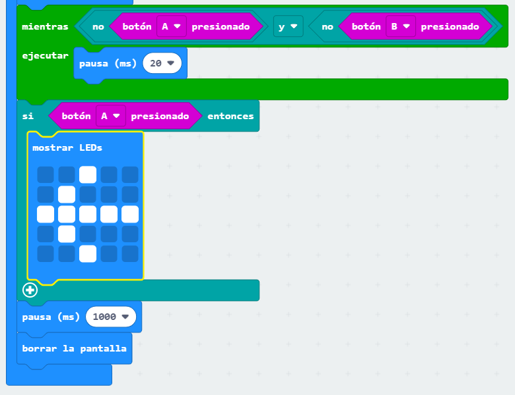 mientras no botón A presionado y no botón B presionado
ejecutar pausa (ms) 20
si botón A presionado entonces
mostrar LEDs
pausa (ms) 1000
borrar la pantalla